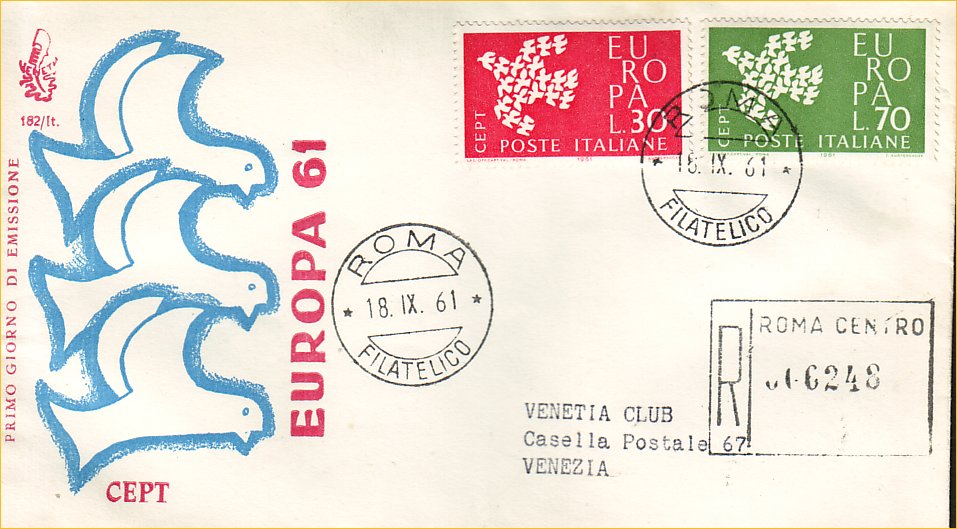 182/It.
PRIMO GIORNO DI EMISSIONE
EUROPA 61
CEPT
EU
RO
PA
L.30
CEPT
POSTE ITALIANE
1961
EU
RO
PA
L.70
CEPT
POSTE ITALIANE
1961
ROMA
* 18. IX. 61 *
FILATELICO
ROMA
* 18. IX. 61 *
FILATELICO
R
ROMA CENTRO
6248
VENETIA CLUB
Casella Postale 67
VENEZIA